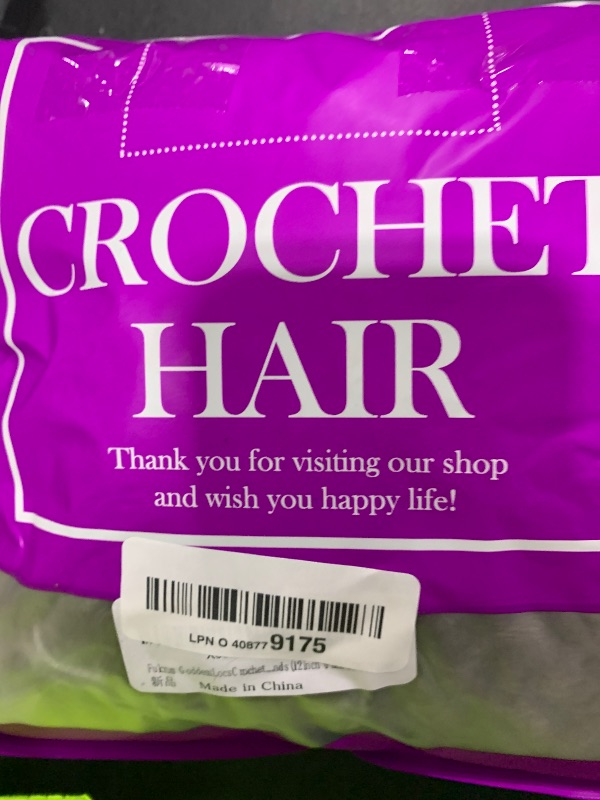 CROCHET
HAIR
Thank you for visiting our shop
and wish you happy life!
LPN O 40877 9175
(12inch
新品 Made in China